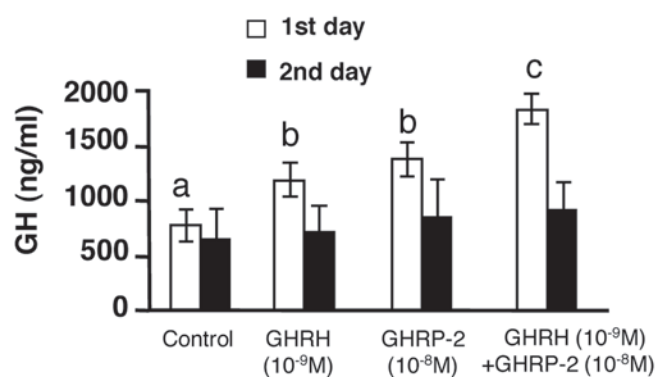 1st day
2nd day
c
2000
b
b
1500
a
1000
500
0
GH (ng/ml)
Control
GHRH
(10⁻⁹M)
GHRP-2
(10⁻⁸M)
GHRH (10⁻⁹M)
+GHRP-2 (10⁻⁸M)